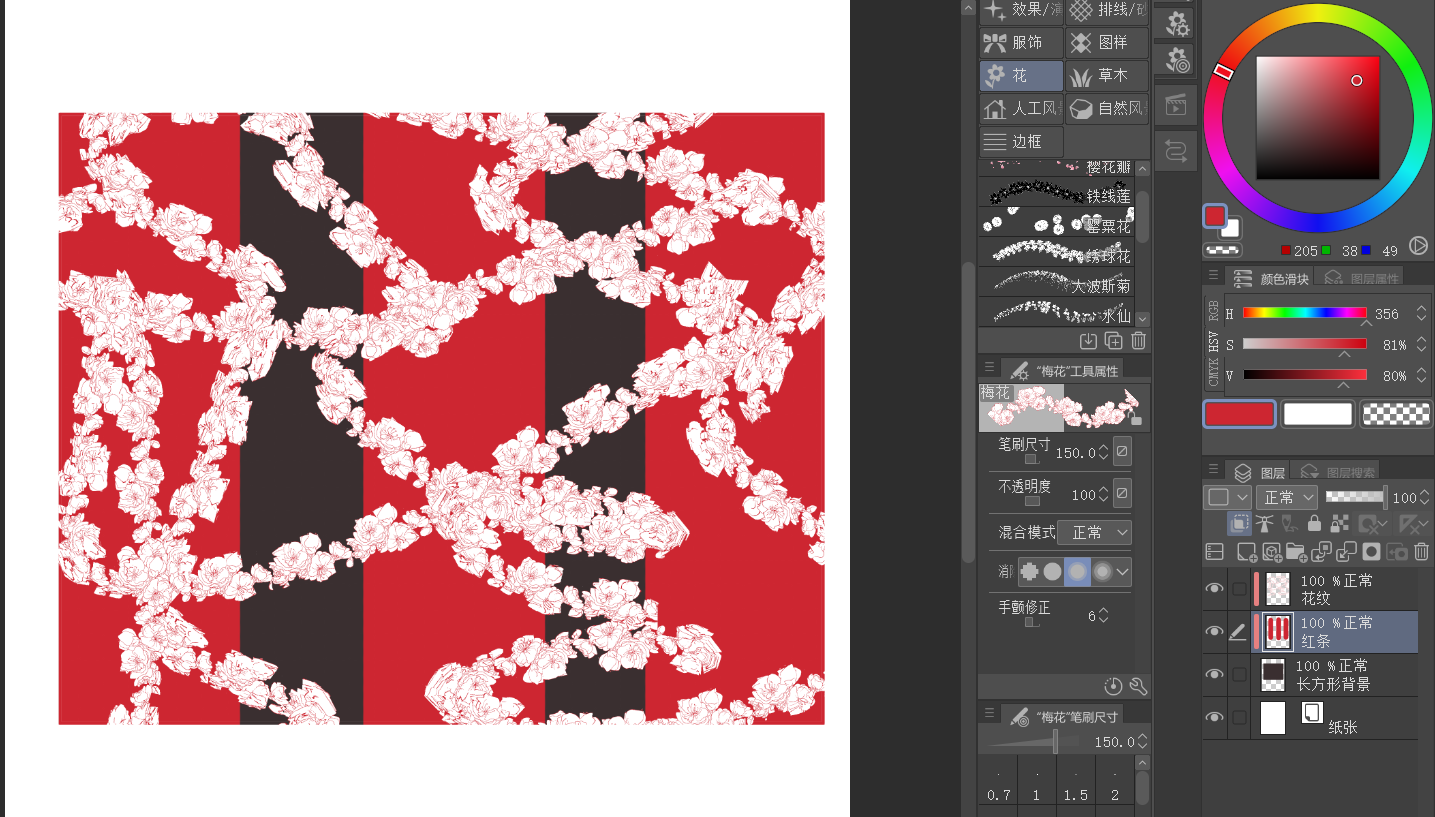 效果/演
排线/砂
服饰
图样
花
草木
人工风景
自然风景
边框
樱花瓣
铁线莲
罂粟花
绣球花
大波斯菊
水仙
“梅花”工具属性
梅花
笔刷尺寸 150.0
不透明度 100
混合模式 正常
手颤修正 6
“梅花”笔刷尺寸
150.0
0.7 1 1.5 2
205 38 49
颜色滑块 图层属性
RGB
HSV
CMYK
H 356
S 81%
V 80%
图层 图层搜索
正常 100
100 %正常
花纹
100 %正常
红条
100 %正常
长方形背景
纸张